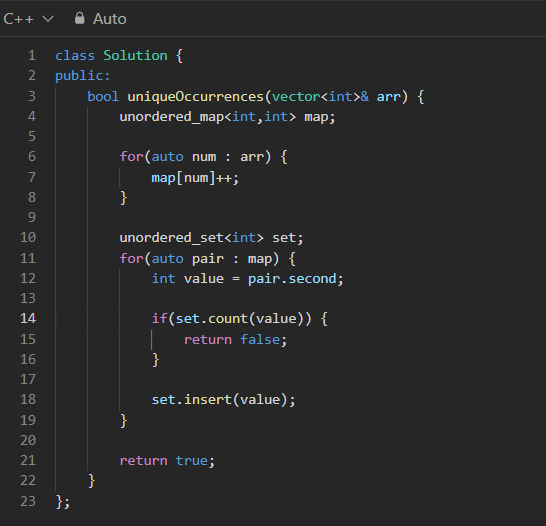 C++ Auto
1 class Solution {
2 public:
3     bool uniqueOccurrences(vector<int>& arr) {
4         unordered_map<int,int> map;
5
6         for(auto num : arr) {
7             map[num]++;
8         }
9
10         unordered_set<int> set;
11         for(auto pair : map) {
12             int value = pair.second;
13
14             if(set.count(value)) {
15                 return false;
16             }
17
18             set.insert(value);
19         }
20
21         return true;
22     }
23 };